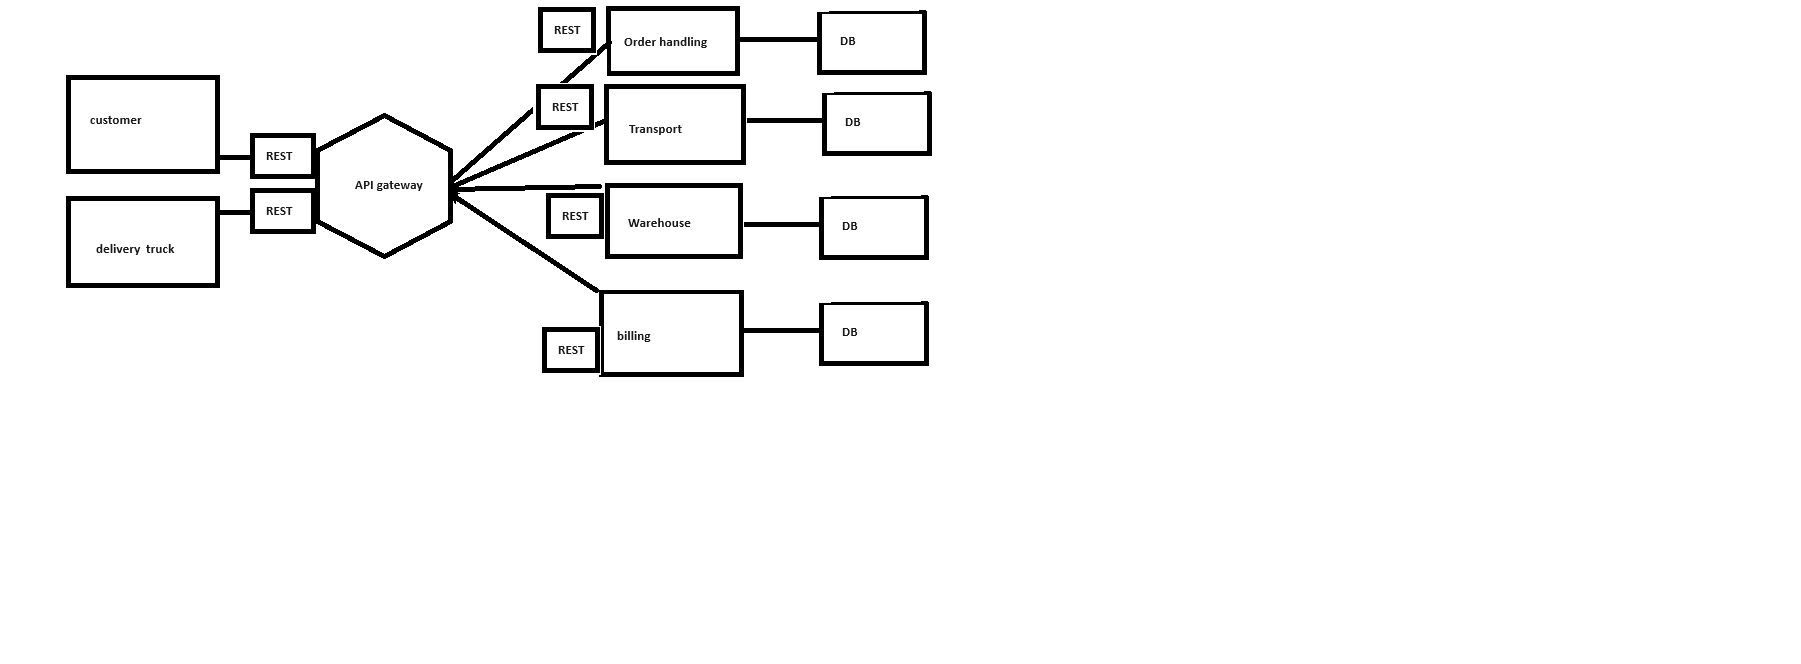 REST
Order handling
DB
REST
Transport
DB
customer
REST
API gateway
REST
delivery truck
REST
Warehouse
DB
REST
billing
DB